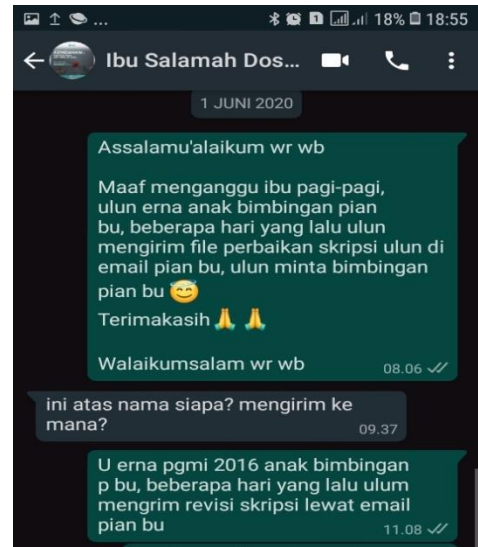 18% 18:55
Ibu Salamah Dos...
1 JUNI 2020
Assalamu'alaikum wr wb
Maaf menganggu ibu pagi-pagi,
ulun erna anak bimbingan pian
bu, beberapa hari yang lalu ulun
mengirim file perbaikan skripsi ulun di
email pian bu, ulun minta bimbingan
pian bu 😇
Terimakasih 🙏 🙏
Walaikumsalam wr wb
08.06
ini atas nama siapa? mengirim ke
mana?
09.37
U erna pgmi 2016 anak bimbingan
p bu, beberapa hari yang lalu ulum
mengrim revisi skripsi lewat email
pian bu
11.08